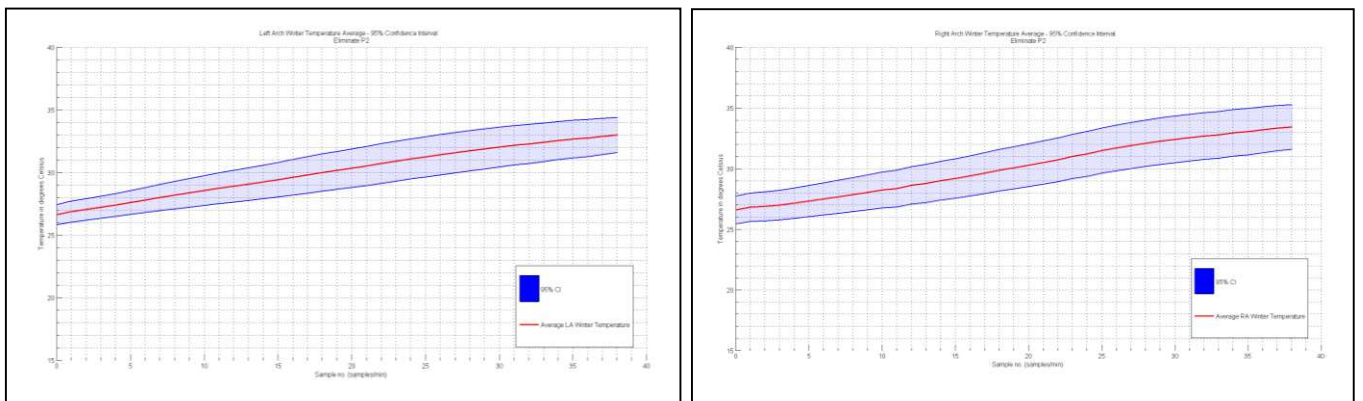 Left Arch Winter Temperature Average - 95% Confidence Interval
Eliminate P2
Temperature in degrees Celsius
40
35
30
25
20
15
0 5 10 15 20 25 30 35 40
Sample no. (samples/min)
95% CI
Average LA Winter Temperature
Right Arch Winter Temperature Average - 95% Confidence Interval
Eliminate P2
Temperature in degrees Celsius
40
35
30
25
20
15
0 5 10 15 20 25 30 35 40
Sample no. (samples/min)
95% CI
Average RA Winter Temperature